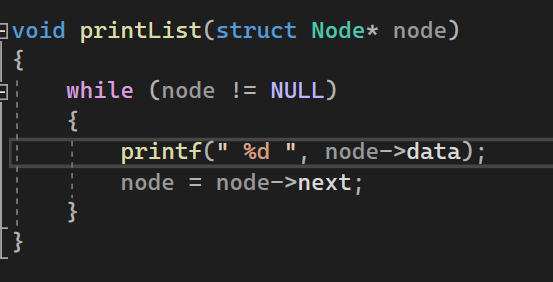 void printList(struct Node* node)
{
    while (node != NULL)
    {
        printf(" %d ", node->data);
        node = node->next;
    }
}